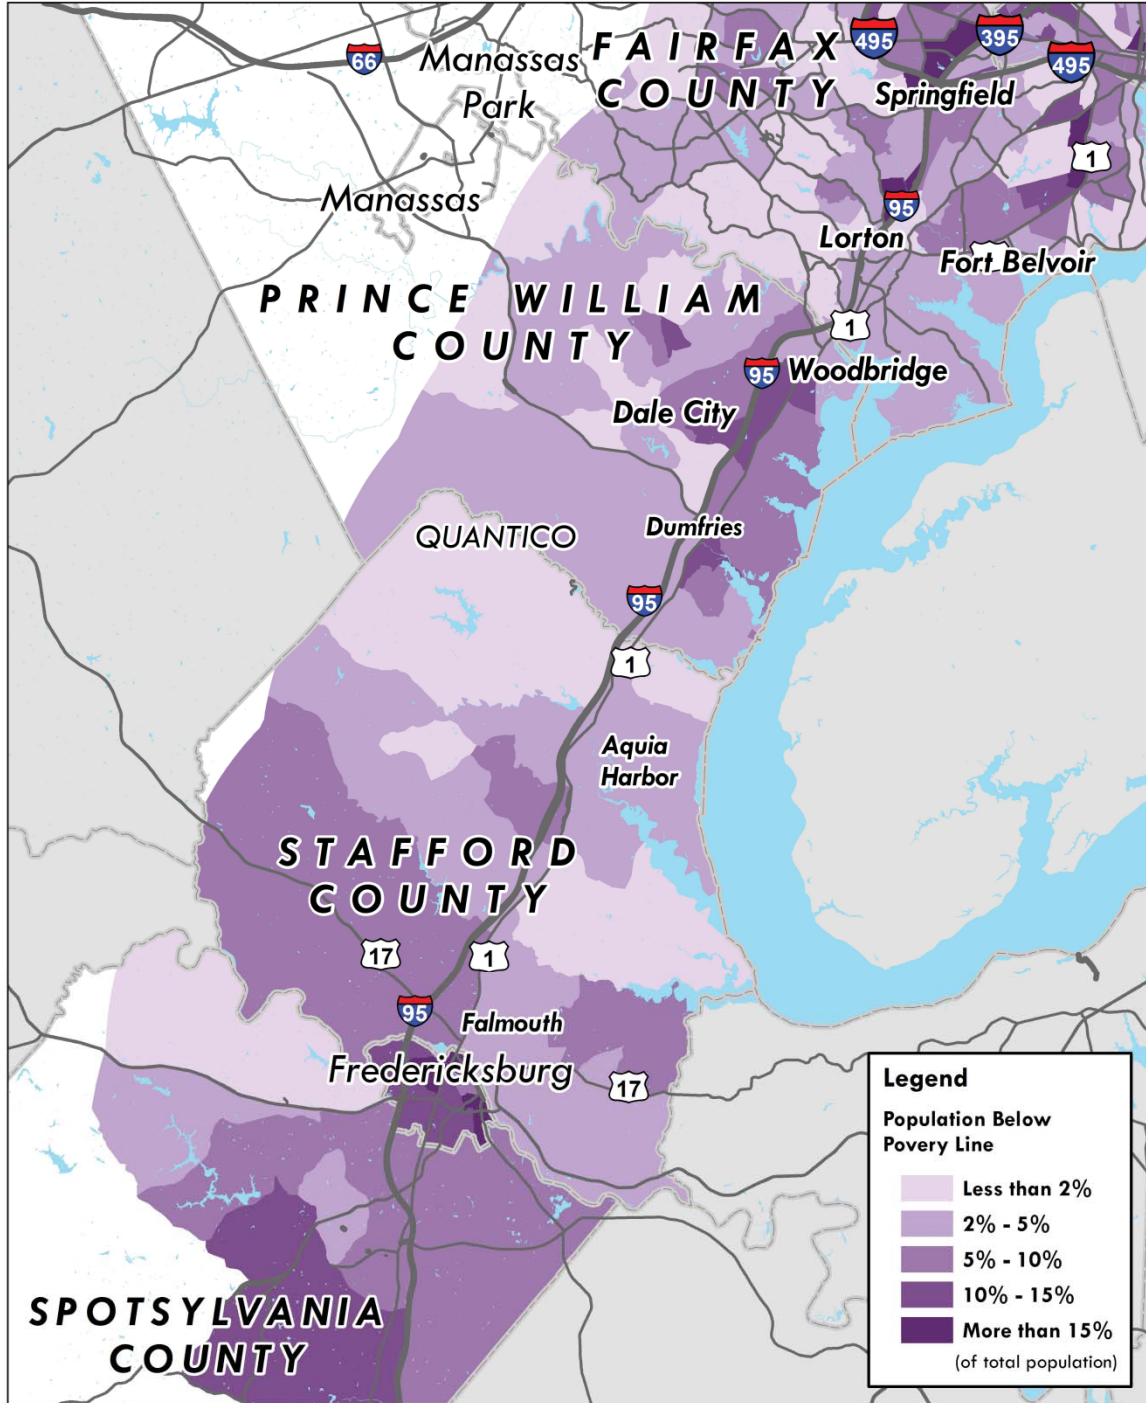 495
395
FAIRFAX
COUNTY
66
Manassas
Park
495
Springfield
1
Manassas
95
Lorton
Fort Belvoir
PRINCE WILLIAM
COUNTY
1
95
Woodbridge
Dale City
QUANTICO
Dumfries
95
1
Aquia
Harbor
STAFFORD
COUNTY
17
1
95
Falmouth
Fredericksburg
17
SPOTSYLVANIA
COUNTY
Legend
Population Below
Povery Line
Less than 2%
2% - 5%
5% - 10%
10% - 15%
More than 15%
(of total population)